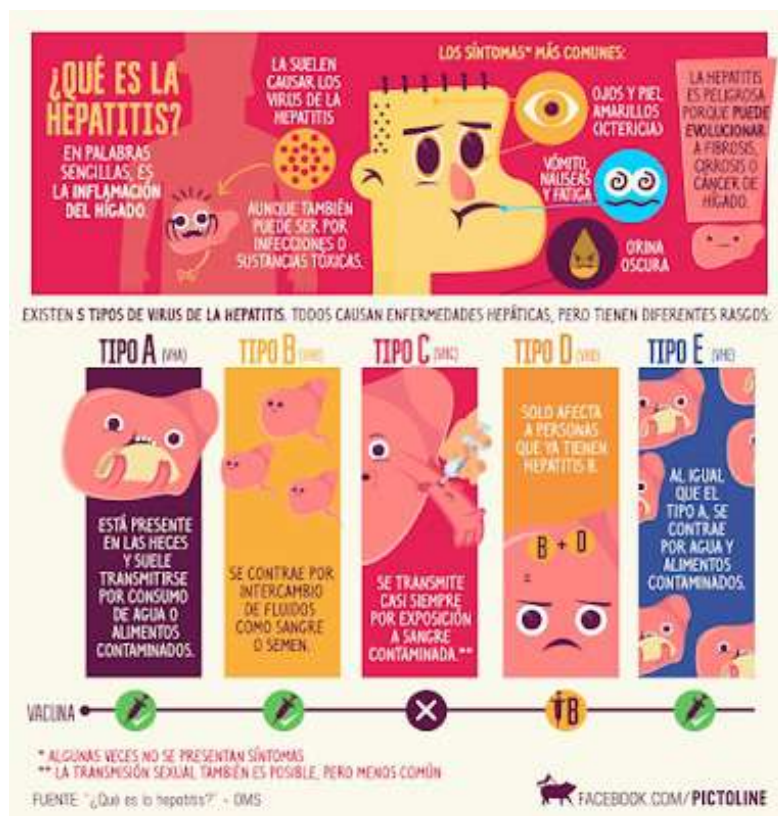 ¿QUÉ ES LA
HEPATITIS?
EN PALABRAS
SENCILLAS, ES
LA INFLAMACIÓN
DEL HÍGADO.
LA SUELEN
CAUSAR LOS
VIRUS DE LA
HEPATITIS
AUNQUE TAMBIÉN
PUEDE SER POR
INFECCIONES O
SUSTANCIAS TÓXICAS.
LOS SÍNTOMAS* MÁS COMUNES:
OJOS Y PIEL
AMARILLOS
(ICTERICIA)
VÓMITO,
NÁUSEAS
Y FATIGA
ORINA
OSCURA
LA HEPATITIS
ES PELIGROSA
PORQUE PUEDE
EVOLUCIONAR
A FIBROSIS,
CIRROSIS O
CÁNCER DE
HÍGADO.
EXISTEN 5 TIPOS DE VIRUS DE LA HEPATITIS. TODOS CAUSAN ENFERMEDADES HEPÁTICAS, PERO TIENEN DIFERENTES RASGOS:
TIPO A (VHA)
ESTÁ PRESENTE
EN LAS HECES
Y SUELE
TRANSMITIRSE
POR CONSUMO
DE AGUA O
ALIMENTOS
CONTAMINADOS.
TIPO B (VHB)
SE CONTRAE POR
INTERCAMBIO
DE FLUIDOS
COMO SANGRE
O SEMEN.
TIPO C (VHC)
SE TRANSMITE
CASI SIEMPRE
POR EXPOSICIÓN
A SANGRE
CONTAMINADA.**
TIPO D (VHD)
SOLO AFECTA
A PERSONAS
QUE YA TIENEN
HEPATITIS B.
B + D
TIPO E (VHE)
AL IGUAL
QUE EL
TIPO A, SE
CONTRAE
POR AGUA Y
ALIMENTOS
CONTAMINADOS.
VACUNA
B
* ALGUNAS VECES NO SE PRESENTAN SÍNTOMAS
** LA TRANSMISIÓN SEXUAL TAMBIÉN ES POSIBLE, PERO MENOS COMÚN
FUENTE "¿Qué es la hepatitis?" - OMS
FACEBOOK.COM/PICTOLINE